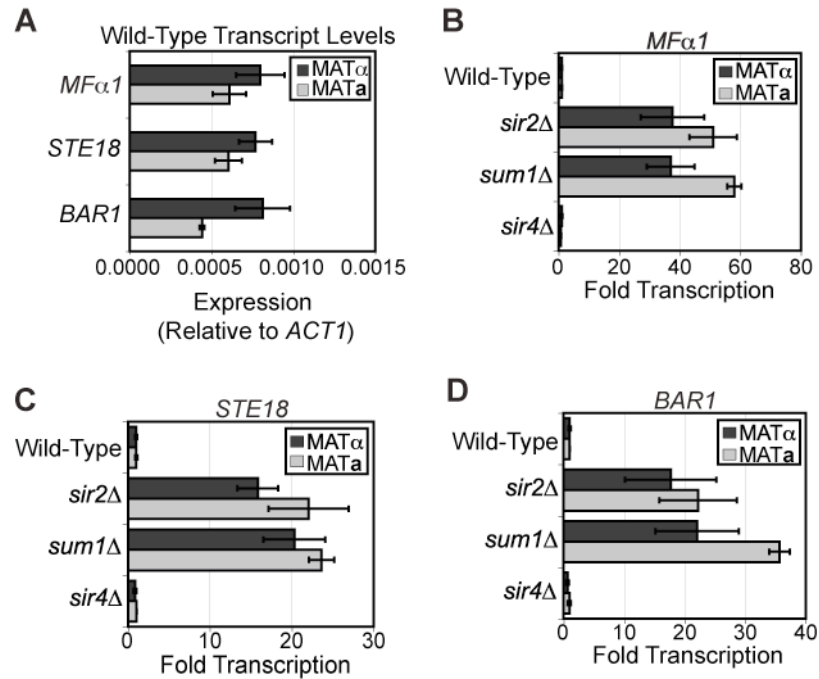 A
Wild-Type Transcript Levels
MFα1
STE18
BAR1
MATα
MATa
0.0000 0.0005 0.0010 0.0015
Expression
(Relative to ACT1)
B
MFα1
Wild-Type
sir2Δ
sum1Δ
sir4Δ
MATα
MATa
0 20 40 60 80
Fold Transcription
C
STE18
Wild-Type
sir2Δ
sum1Δ
sir4Δ
MATα
MATa
0 10 20 30
Fold Transcription
D
BAR1
Wild-Type
sir2Δ
sum1Δ
sir4Δ
MATα
MATa
0 10 20 30 40
Fold Transcription